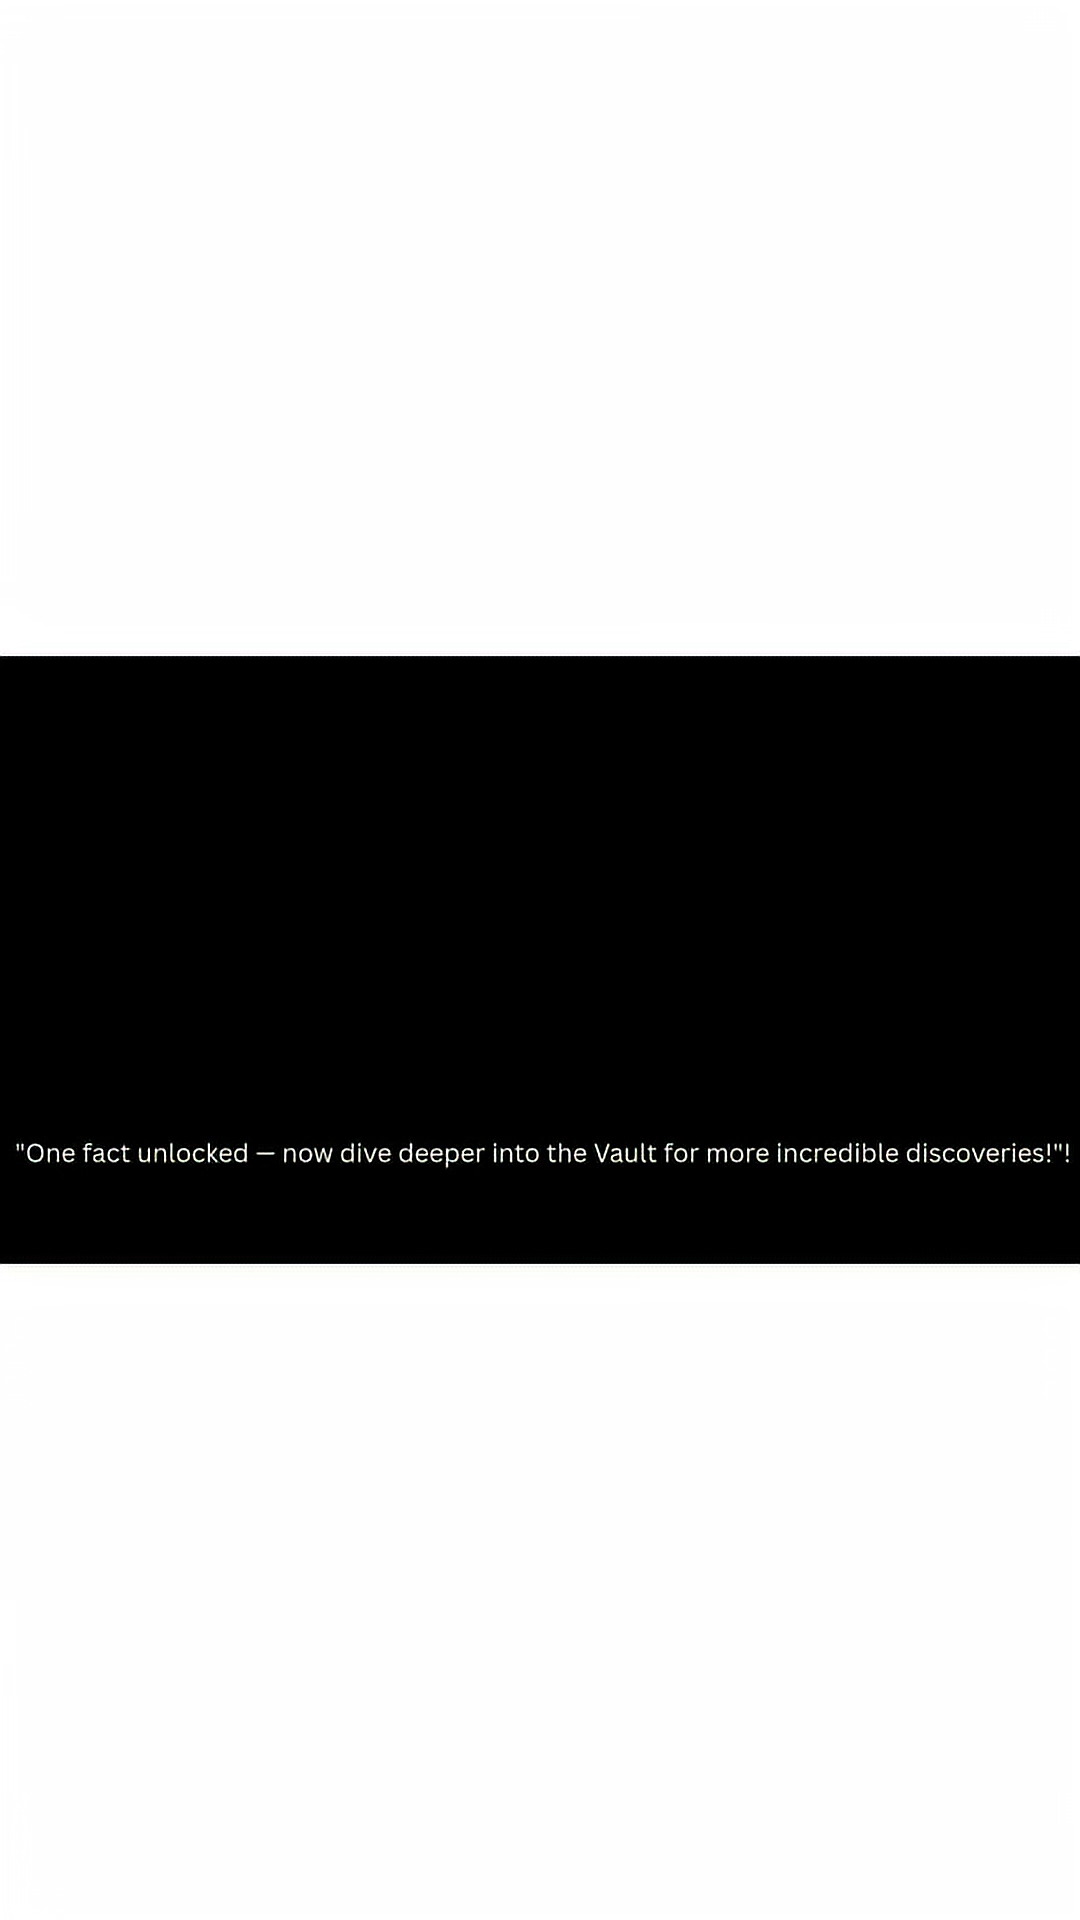 "One fact unlocked — now dive deeper into the Vault for more incredible discoveries!"!